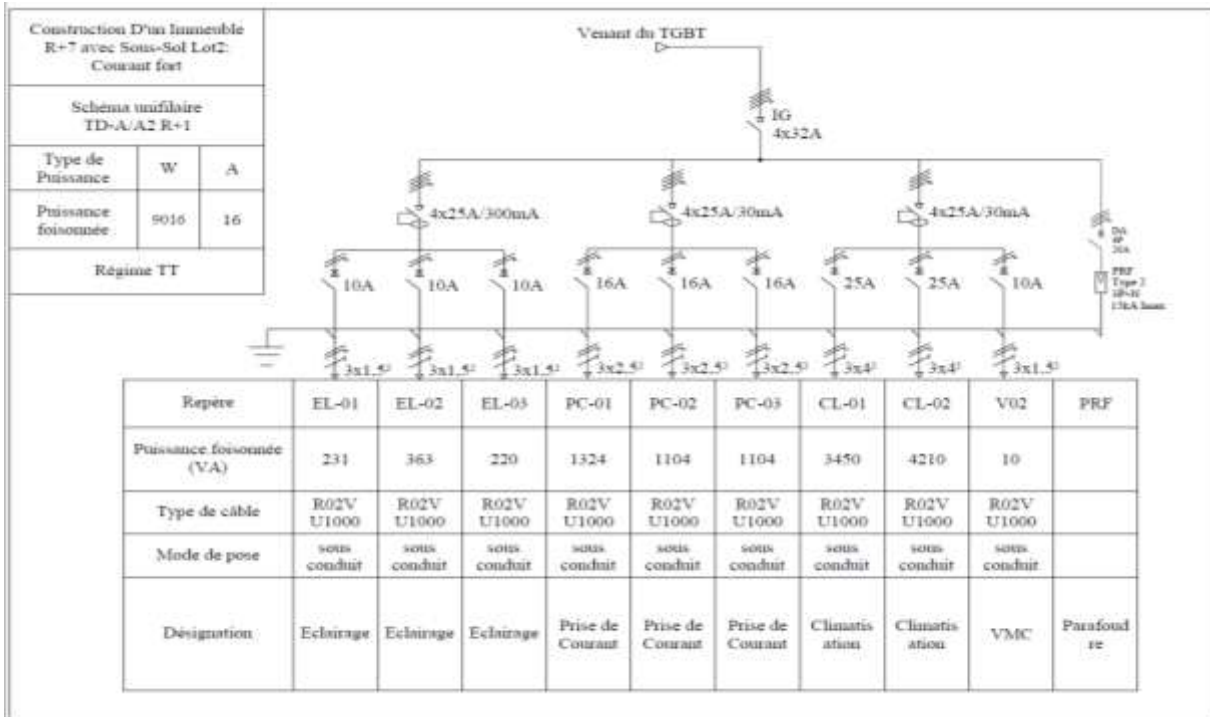 Construction D'un Immeuble
R+7 avec Sous-Sol Lot2:
Courant fort
Schéma unifilaire
TD-A/A2 R+1
Type de Puissance W A
Puissance foisonnée 9016 16
Régime TT
Venant du TGBT
IG
4x32A
4x25A/300mA 4x25A/30mA 4x25A/30mA
10A 10A 10A 16A 16A 16A 25A 25A 10A
4P
20A
PRF
Type 2
3P+N
3x1.5² 3x1.5² 3x1.5² 3x2.5² 3x2.5² 3x2.5² 3x4² 3x4² 3x1.5²
Repère EL-01 EL-02 EL-03 PC-01 PC-02 PC-03 CL-01 CL-02 V02 PRF
Puissance foisonnée (VA) 231 363 220 1324 1104 1104 3450 4210 10
Type de câble R02V U1000 R02V U1000 R02V U1000 R02V U1000 R02V U1000 R02V U1000 R02V U1000 R02V U1000 R02V U1000
Mode de pose sous conduit sous conduit sous conduit sous conduit sous conduit sous conduit sous conduit sous conduit sous conduit
Désignation Eclairage Eclairage Eclairage Prise de Courant Prise de Courant Prise de Courant Climatis ation Climatis ation VMC Parafoud re